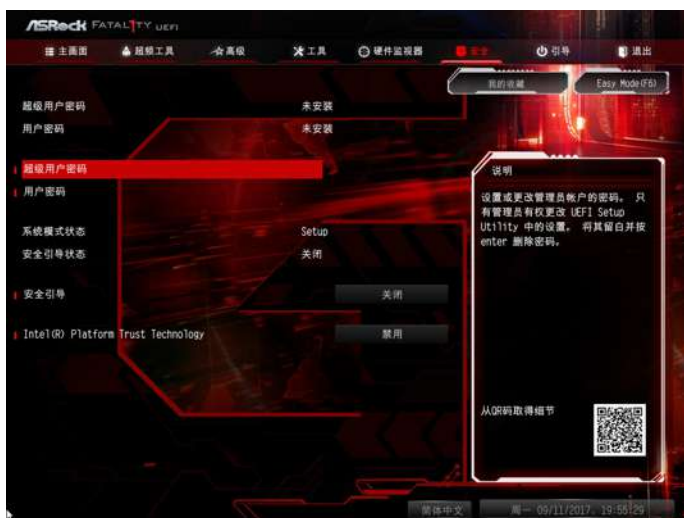 ASRock FATAL1TY UEFI
主画面 超频工具 高级 工具 硬件监视器 安全 引导 退出
我的收藏 Easy Mode(F6)
超级用户密码 未安装
用户密码 未安装
超级用户密码
用户密码
系统模式状态 Setup
安全引导状态 关闭
安全引导 关闭
Intel(R) Platform Trust Technology 禁用
说明
设置或更改管理员帐户的密码。 只
有管理员有权更改 UEFI Setup
Utility 中的设置。 将其留白并按
enter 删除密码。
从QR码取得细节
简体中文 周一 09/11/2017, 19:55:29